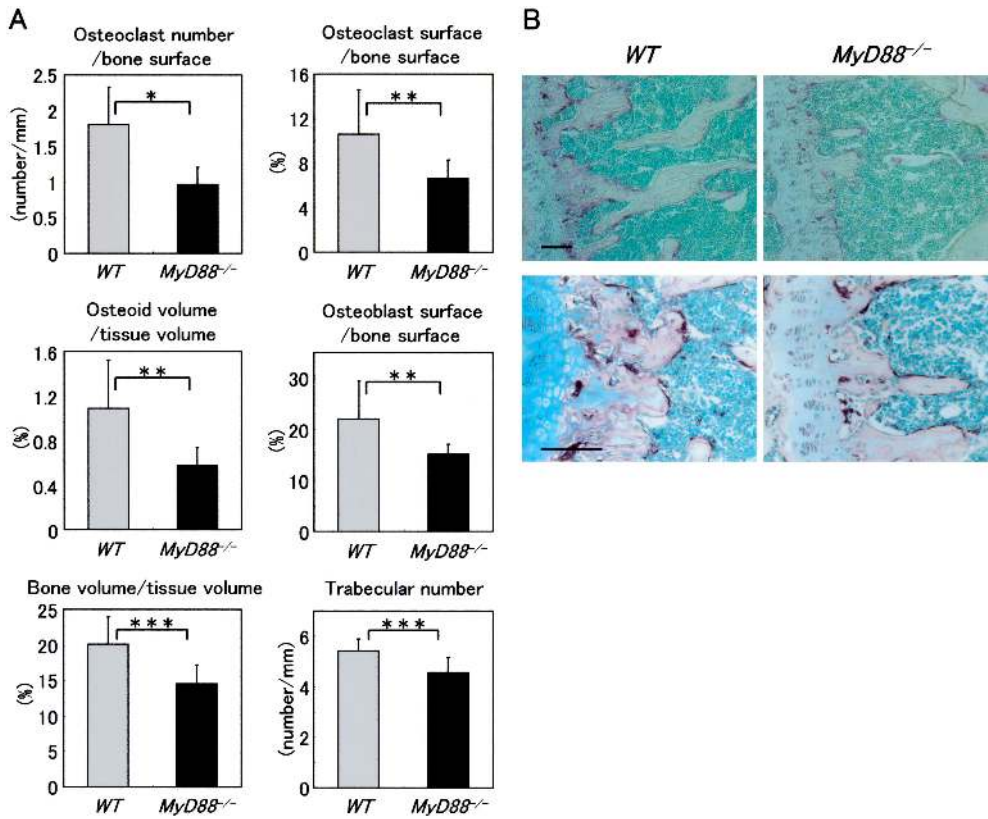 A
Osteoclast number
/bone surface
(number/mm)
2.5
2
1.5
1
0.5
0
*
WT MyD88-/-
Osteoclast surface
/bone surface
(%)
16
12
8
4
0
* *
WT MyD88-/-
Osteoid volume
/tissue volume
(%)
1.6
1.2
0.8
0.4
0
* *
WT MyD88-/-
Osteoblast surface
/bone surface
(%)
30
20
10
0
* *
WT MyD88-/-
Bone volume/tissue volume
(%)
25
20
15
10
5
0
* * *
WT MyD88-/-
Trabecular number
(number/mm)
6
4
2
0
* * *
WT MyD88-/-
B
WT MyD88-/-